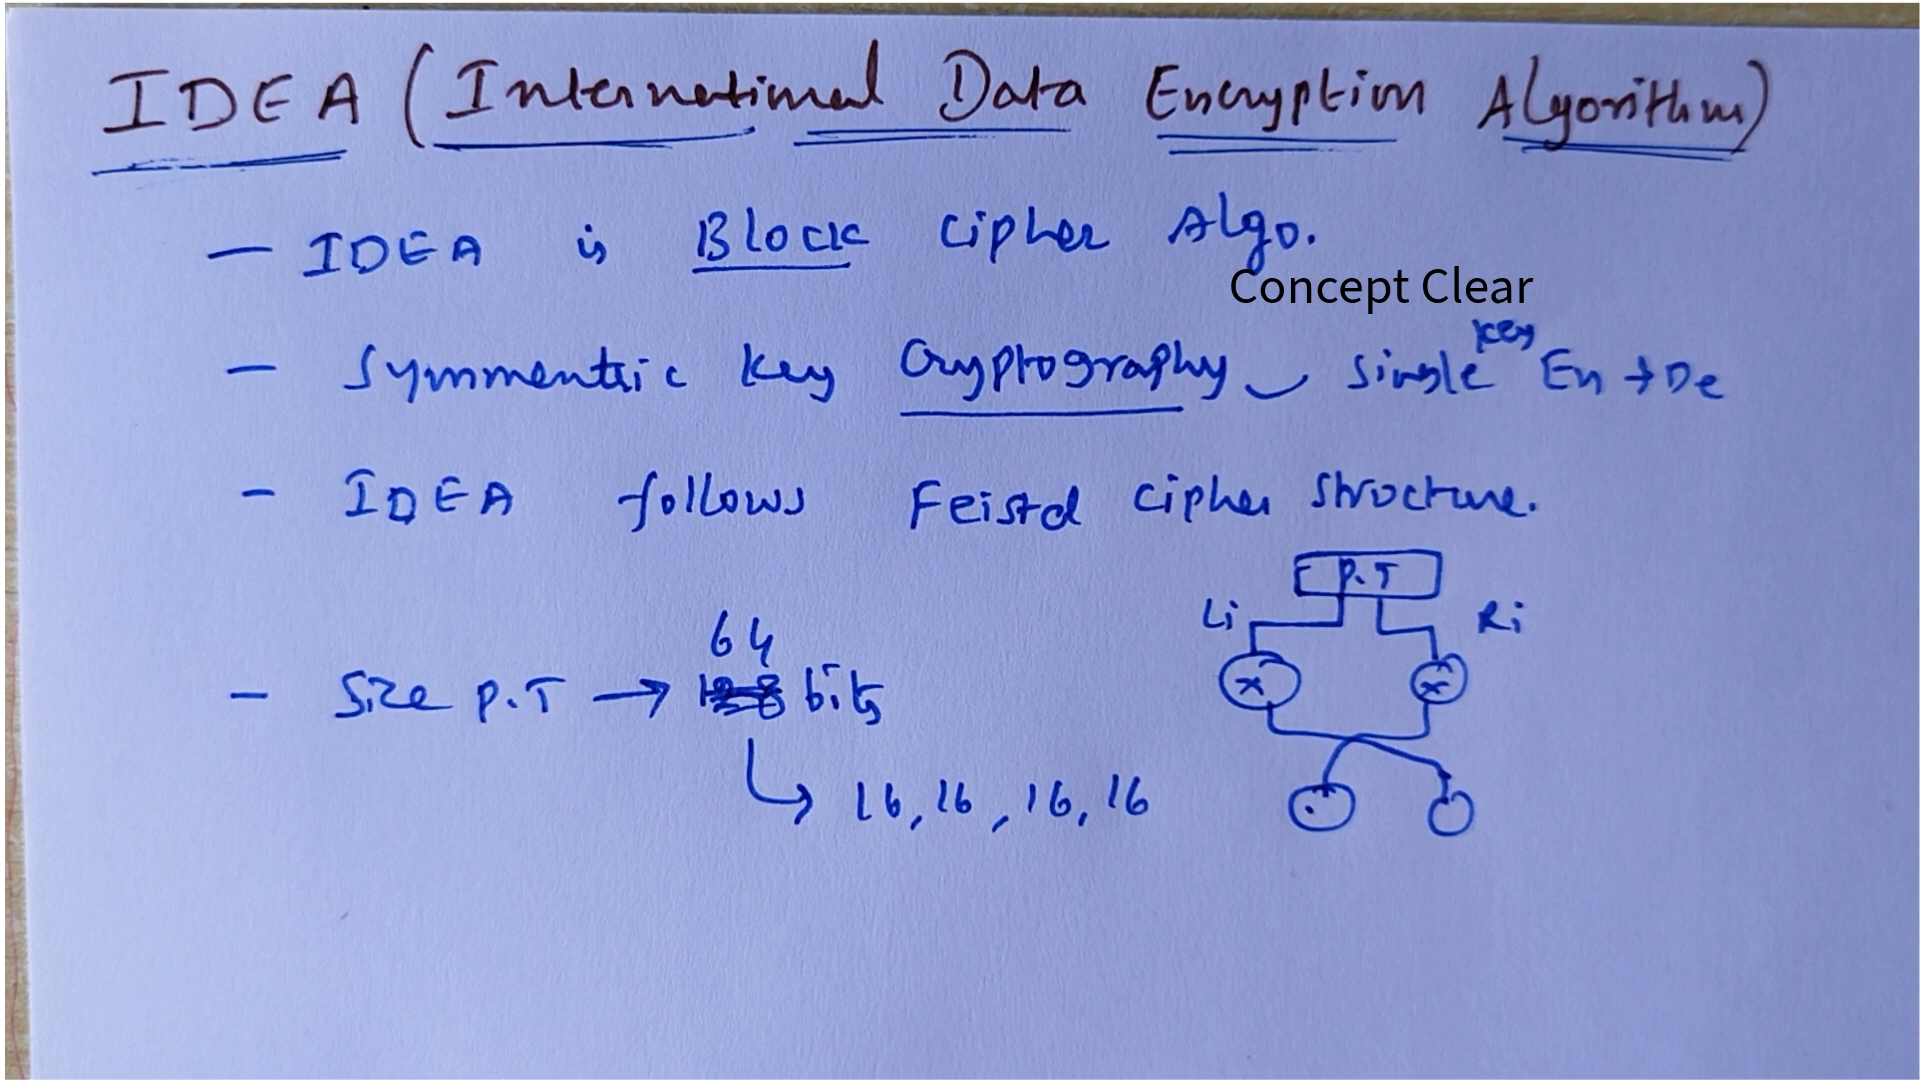 IDEA (International Data Encryption Algorithm)
- IDEA is Block Cipher Algo.
Concept Clear
- Symmentric Key Cryptography - Single key En → De
- IDEA follows Feistel Cipher Structure.
P.T
Li Ri
64
- Size P.T → bits
x x
→ 16, 16, 16, 16